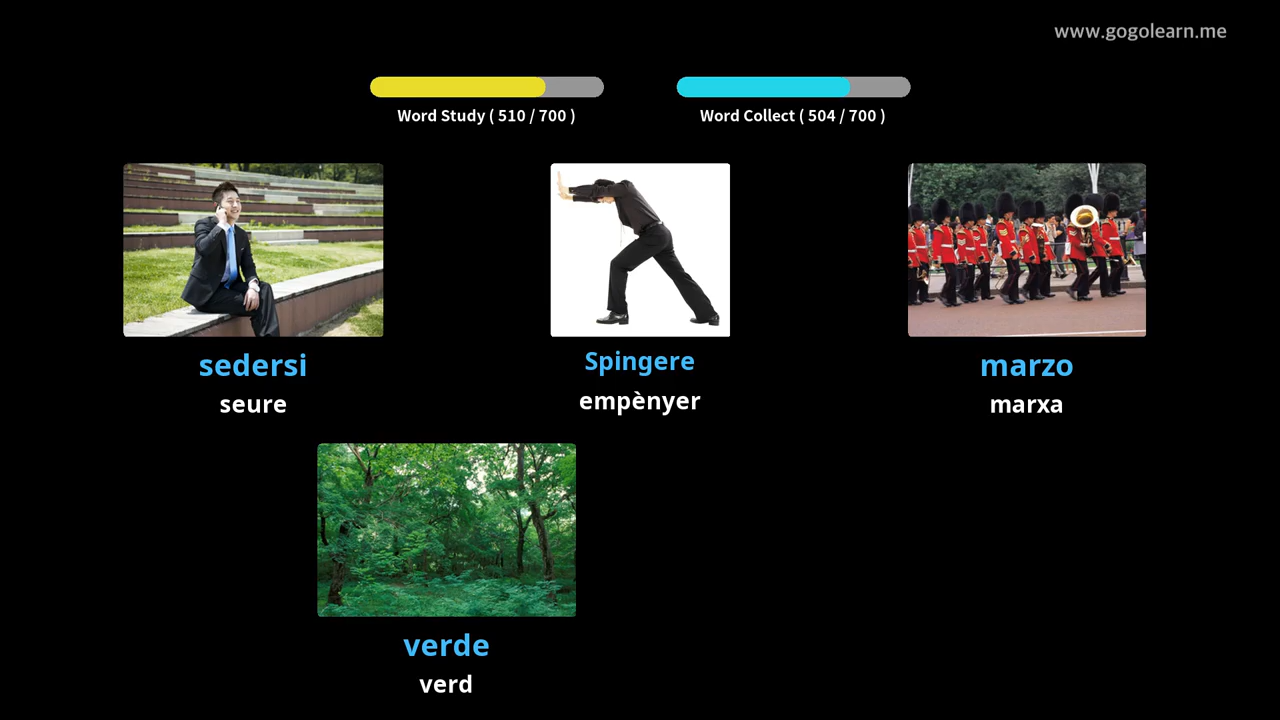 www.gogolearn.me
Word Study ( 510 / 700 )
Word Collect ( 504 / 700 )
sedersi
seure
Spingere
empènyer
marzo
marxa
verde
verd